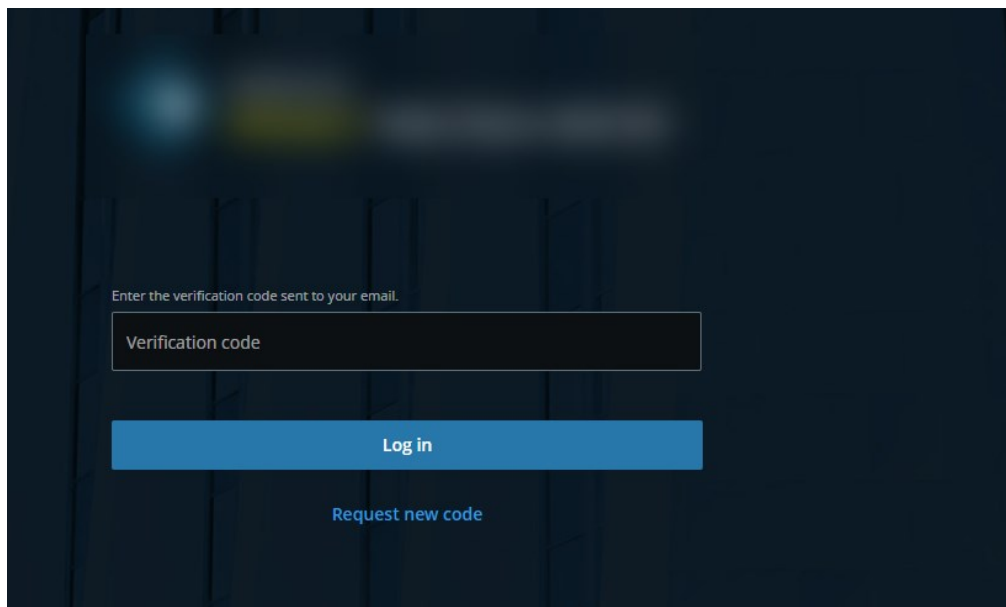 Enter the verification code sent to your email.
Verification code
Log in
Request new code